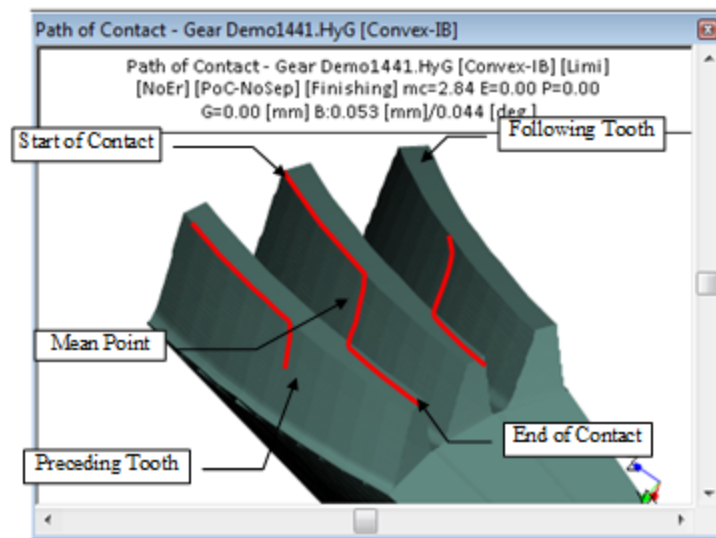 Path of Contact - Gear Demo1441.HyG [Convex-IB]
Path of Contact - Gear Demo1441.HyG [Convex-IB] [Limi]
[NoEr] [PoC-NoSep] [Finishing] mc=2.84 E=0.00 P=0.00
G=0.00 [mm] B:0.053 [mm]/0.044 [deg.]
Following Tooth
Start of Contact
Mean Point
End of Contact
Preceding Tooth